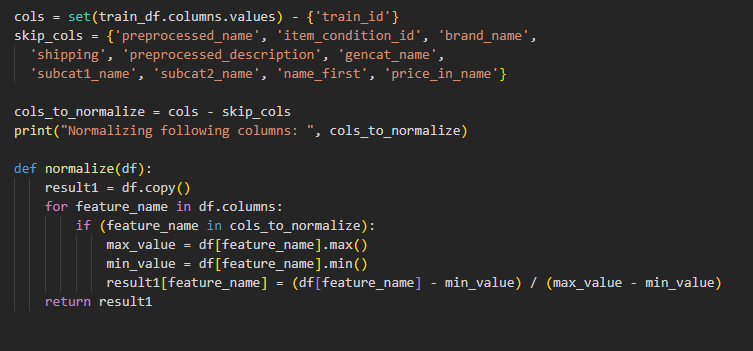 cols = set(train_df.columns.values) - {'train_id'}
skip_cols = {'preprocessed_name', 'item_condition_id', 'brand_name',
  'shipping', 'preprocessed_description', 'gencat_name',
  'subcat1_name', 'subcat2_name', 'name_first', 'price_in_name'}

cols_to_normalize = cols - skip_cols
print("Normalizing following columns: ", cols_to_normalize)

def normalize(df):
    result1 = df.copy()
    for feature_name in df.columns:
        if (feature_name in cols_to_normalize):
            max_value = df[feature_name].max()
            min_value = df[feature_name].min()
            result1[feature_name] = (df[feature_name] - min_value) / (max_value - min_value)
    return result1